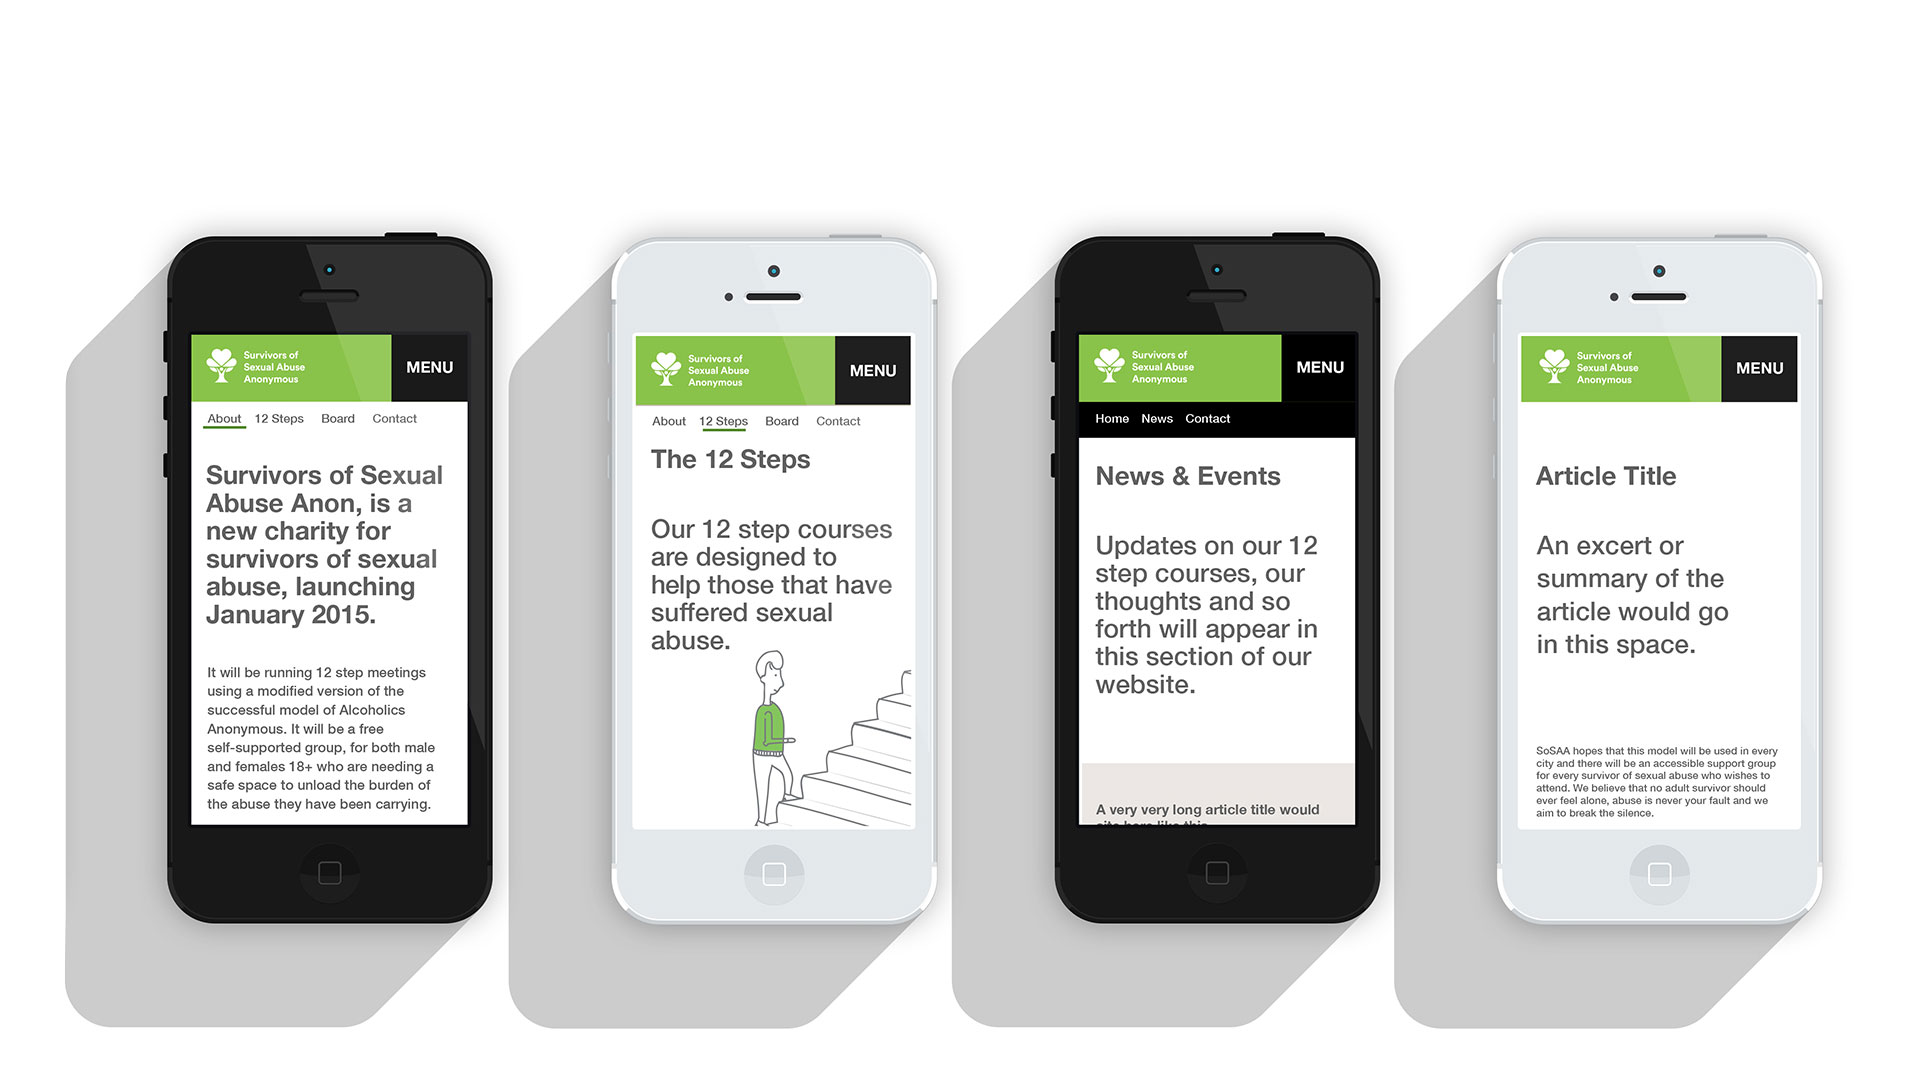 Survivors of
Sexual Abuse
Anonymous
MENU
About 12 Steps Board Contact
Survivors of Sexual
Abuse Anon, is a
new charity for
survivors of sexual
abuse, launching
January 2015.
It will be running 12 step meetings
using a modified version of the
successful model of Alcoholics
Anonymous. It will be a free
self-supported group, for both male
and females 18+ who are needing a
safe space to unload the burden of
the abuse they have been carrying.
Survivors of
Sexual Abuse
Anonymous
MENU
About 12 Steps Board Contact
The 12 Steps
Our 12 step courses
are designed to
help those that have
suffered sexual
abuse.
Survivors of
Sexual Abuse
Anonymous
MENU
Home News Contact
News & Events
Updates on our 12
step courses, our
thoughts and so
forth will appear in
this section of our
website.
A very very long article title would
site here like this
Survivors of
Sexual Abuse
Anonymous
MENU
Article Title
An excert or
summary of the
article would go
in this space.
SoSAA hopes that this model will be used in every
city and there will be an accessible support group
for every survivor of sexual abuse who wishes to
attend. We believe that no adult survivor should
ever feel alone, abuse is never your fault and we
aim to break the silence.